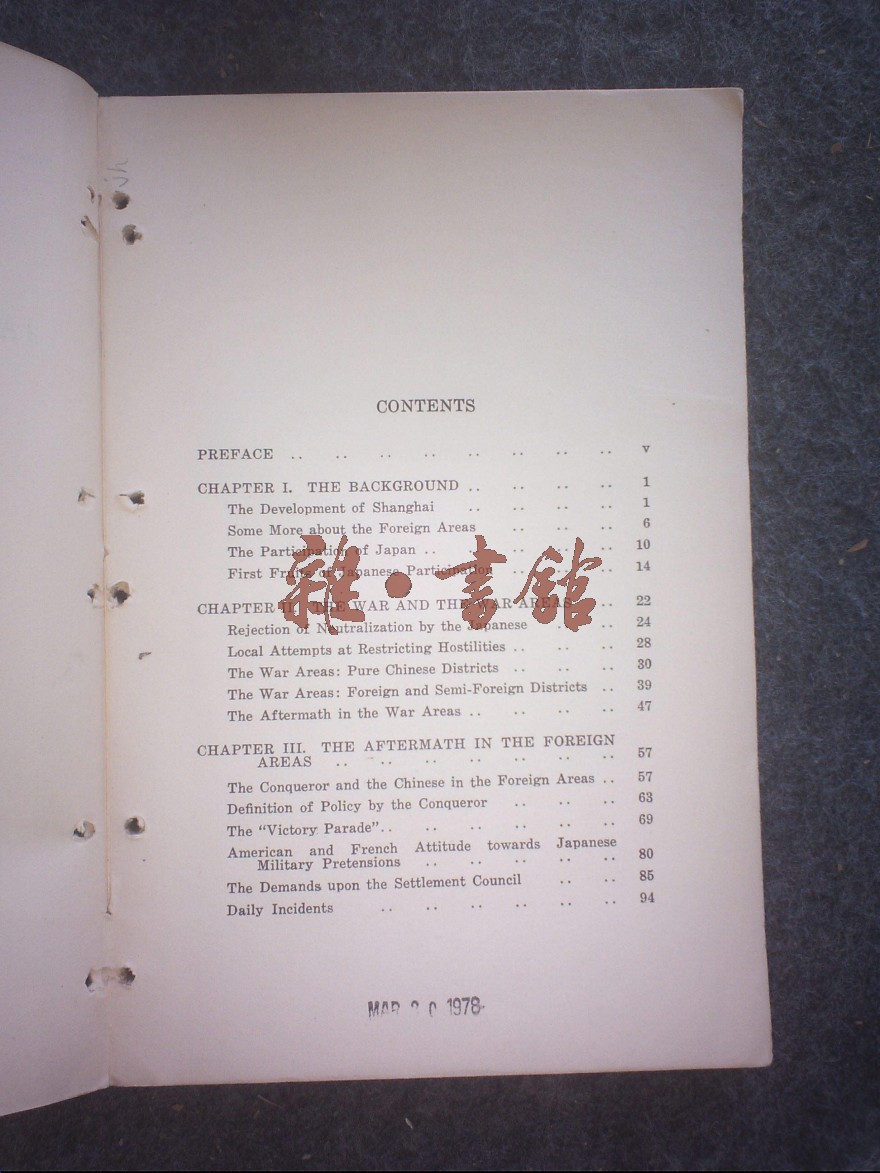 CONTENTS
PREFACE .. .. .. .. .. .. .. .. v
CHAPTER I. THE BACKGROUND .. .. .. .. 1
The Development of Shanghai .. .. .. .. 1
Some More about the Foreign Areas .. .. .. 6
The Participation of Japan .. .. .. .. .. 10
First Fruits of Japanese Participation .. .. .. 14
CHAPTER II. THE WAR AND THE WAR AREAS .. 22
Rejection of Neutralization by the Japanese .. .. 24
Local Attempts at Restricting Hostilities .. .. .. 28
The War Areas: Pure Chinese Districts .. .. .. 30
The War Areas: Foreign and Semi-Foreign Districts .. 39
The Aftermath in the War Areas .. .. .. .. 47
CHAPTER III. THE AFTERMATH IN THE FOREIGN
AREAS .. .. .. .. .. .. .. 57
The Conqueror and the Chinese in the Foreign Areas .. 57
Definition of Policy by the Conqueror .. .. .. 63
The "Victory Parade".. .. .. .. .. .. 69
American and French Attitude towards Japanese
Military Pretensions .. .. .. .. .. 80
The Demands upon the Settlement Council .. .. 85
Daily Incidents .. .. .. .. .. .. 94
雜·書館
MAR 1978